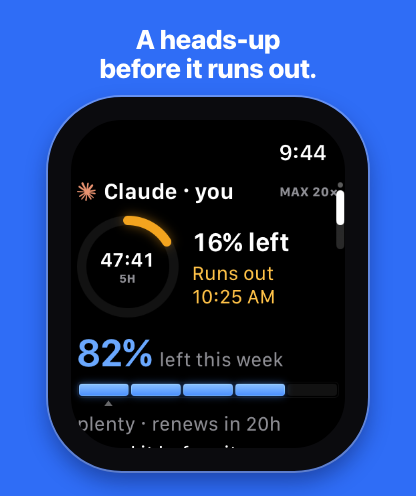 A heads-up
before it runs out.
9:44
Claude · you
MAX 20×
47:41
5H
16% left
Runs out
10:25 AM
82% left this week
plenty · renews in 20h